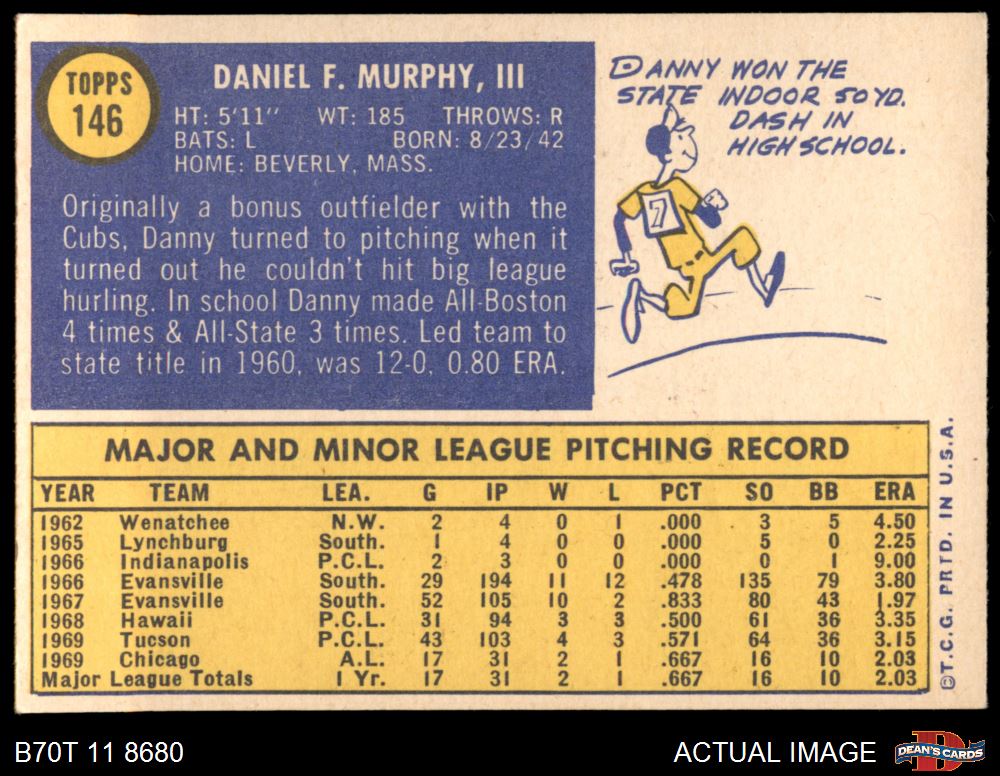 TOPPS
146
DANIEL F. MURPHY, III
HT: 5'11" WT: 185 THROWS: R
BATS: L BORN: 8/23/42
HOME: BEVERLY, MASS.
Originally a bonus outfielder with the
Cubs, Danny turned to pitching when it
turned out he couldn't hit big league
hurling. In school Danny made All-Boston
4 times & All-State 3 times. Led team to
state title in 1960, was 12-0, 0.80 ERA.
DANNY WON THE
STATE INDOOR 50 YD.
DASH IN
HIGH SCHOOL.
7
MAJOR AND MINOR LEAGUE PITCHING RECORD
YEAR TEAM LEA. G IP W L PCT SO BB ERA
1962 Wenatchee N.W. 2 4 0 1 .000 3 5 4.50
1965 Lynchburg South. 1 4 0 0 .000 5 0 2.25
1966 Indianapolis P.C.L. 2 3 0 0 .000 0 1 9.00
1966 Evansville South. 29 194 11 12 .478 135 79 3.80
1967 Evansville South. 52 105 10 2 .833 80 43 1.97
1968 Hawaii P.C.L. 31 94 3 3 .500 61 36 3.35
1969 Tucson P.C.L. 43 103 4 3 .571 64 36 3.15
1969 Chicago A.L. 17 31 2 1 .667 16 10 2.03
Major League Totals 1 Yr. 17 31 2 1 .667 16 10 2.03
©T.C.G. PRTD. IN U.S.A.
B70T 11 8680
ACTUAL IMAGE
DEAN'S CARDS